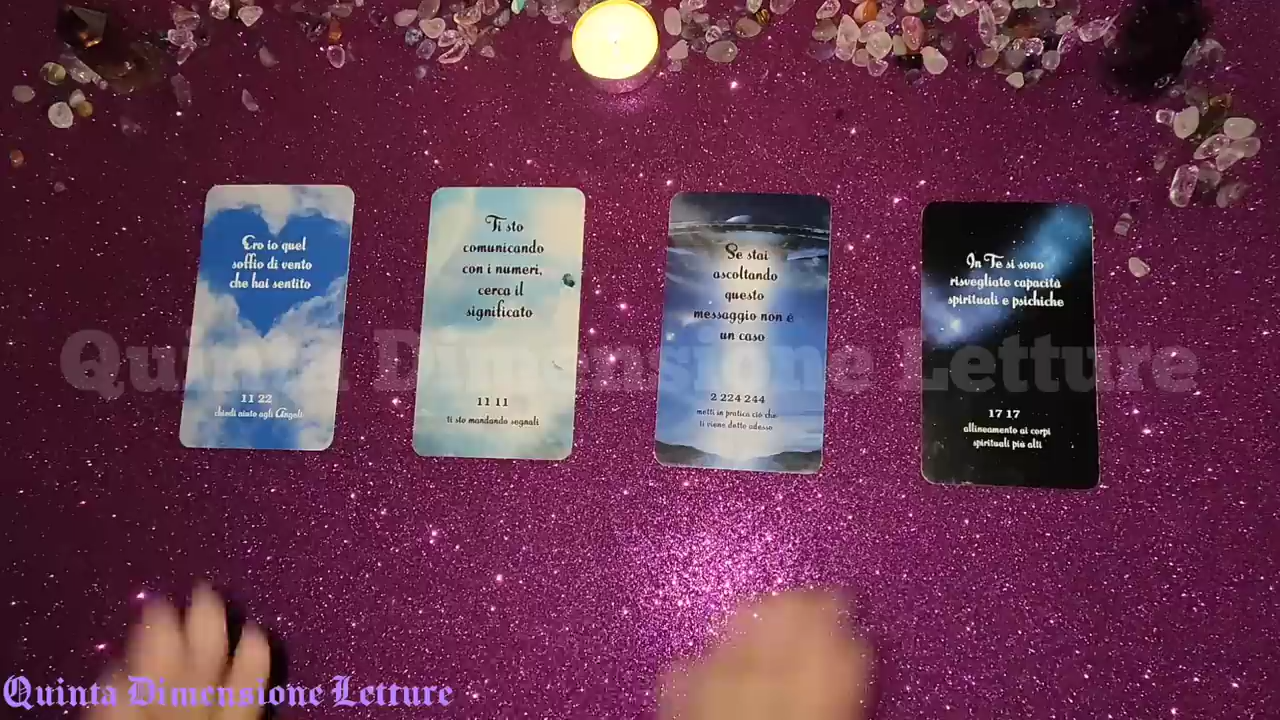 Ero io quel
soffio di vento
che hai sentito
11 22
chiedi aiuto agli Angeli
Ti sto
comunicando
con i numeri,
cerca il
significato
11 11
ti sto mandando segnali
Se stai
ascoltando
questo
messaggio non è
un caso
2 224 244
metti in pratica ciò che
ti viene detto adesso
In Te si sono
risvegliate capacità
spirituali e psichiche
17 17
allineamento ai corpi
spirituali più alti
Quinta Dimensione Letture
Quinta Dimensione Letture